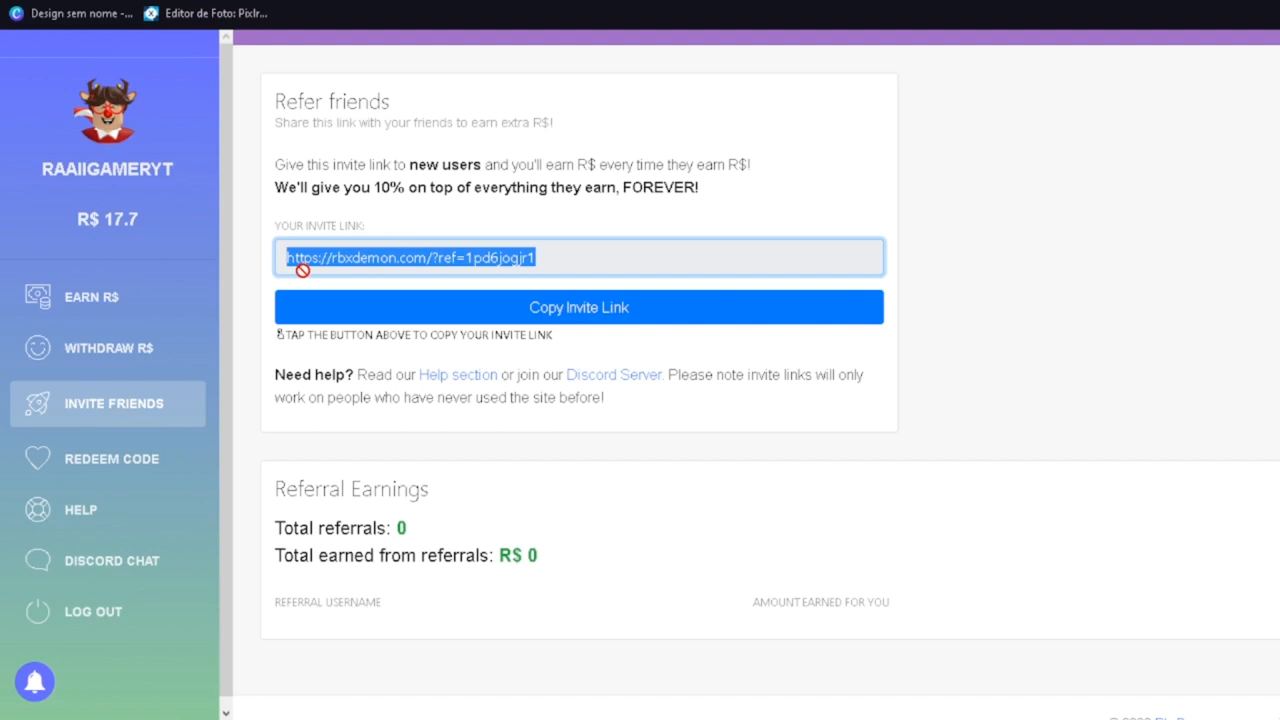 Design sem nome -...
Editor de Foto: Pixlr...
RAAIIGAMERYT
R$ 17.7
EARN R$
WITHDRAW R$
INVITE FRIENDS
REDEEM CODE
HELP
DISCORD CHAT
LOG OUT
Refer friends
Share this link with your friends to earn extra R$!
Give this invite link to new users and you'll earn R$ every time they earn R$!
We'll give you 10% on top of everything they earn, FOREVER!
YOUR INVITE LINK:
https://rbxdemon.com/?ref=1pd6jogjr1
Copy Invite Link
TAP THE BUTTON ABOVE TO COPY YOUR INVITE LINK
Need help? Read our Help section or join our Discord Server. Please note invite links will only
work on people who have never used the site before!
Referral Earnings
Total referrals: 0
Total earned from referrals: R$ 0
REFERRAL USERNAME
AMOUNT EARNED FOR YOU